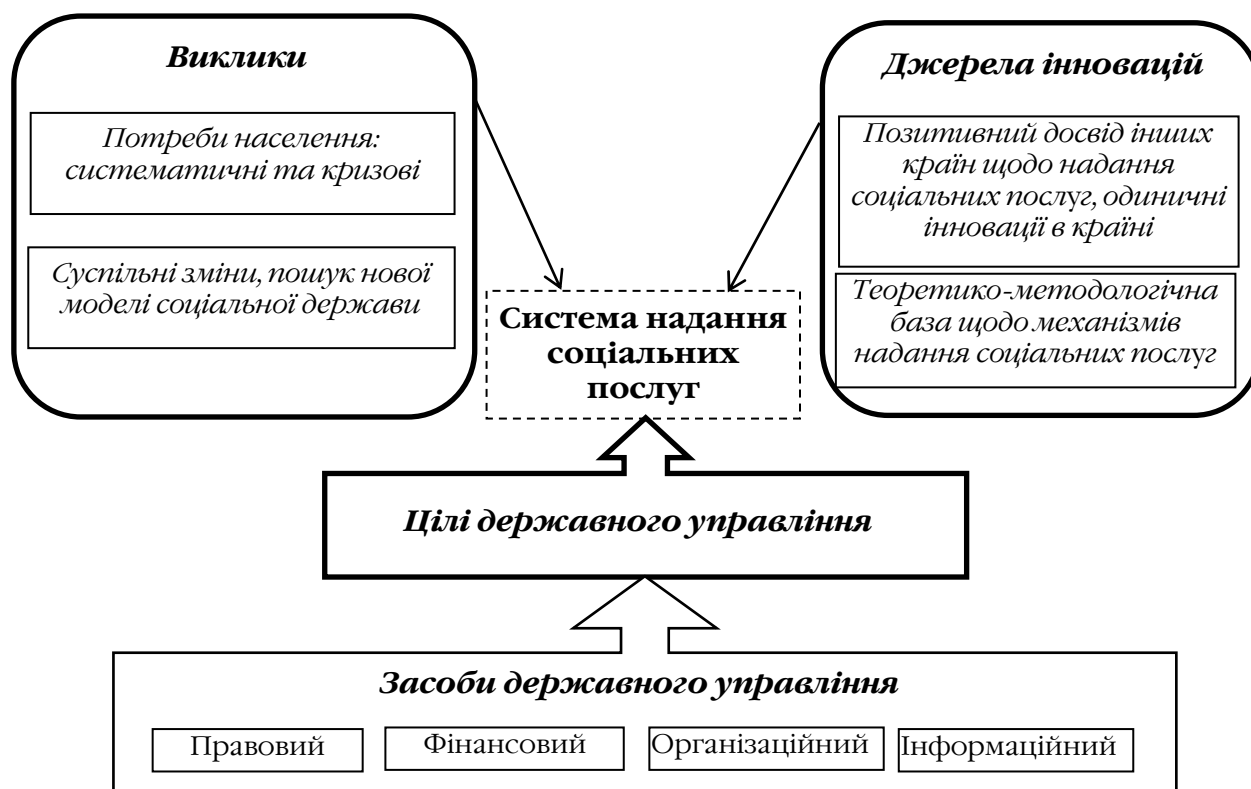 Виклики
Потреби населення:
систематичні та кризові
Суспільні зміни, пошук нової
моделі соціальної держави
Джерела інновацій
Позитивний досвід інших
країн щодо надання
соціальних послуг, одиничні
інновації в країні
Теоретико-методологічна
база щодо механізмів
надання соціальних послуг
Система надання
соціальних
послуг
Цілі державного управління
Засоби державного управління
Правовий
Фінансовий
Організаційний
Інформаційний